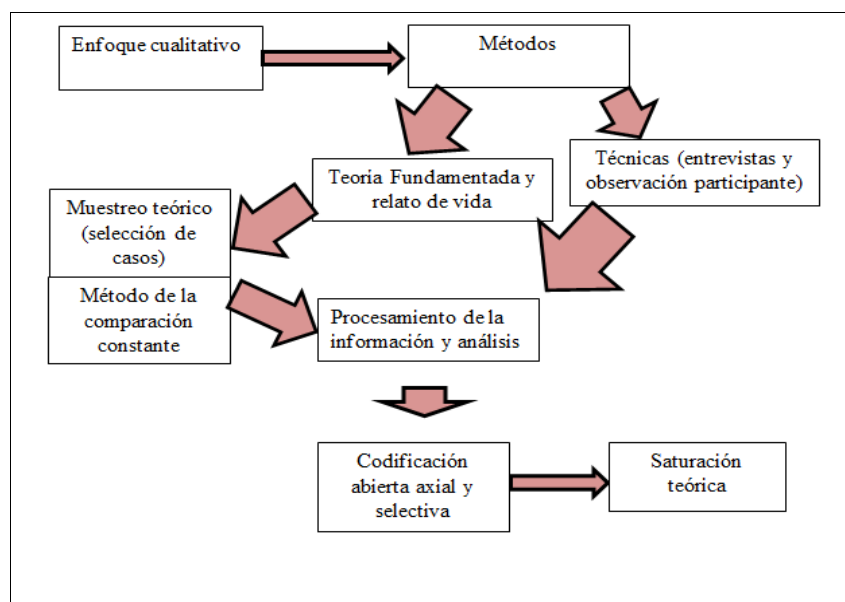 Enfoque cualitativo
Métodos
Teoría Fundamentada y
relato de vida
Técnicas (entrevistas y
observación participante)
Muestreo teórico
(selección de
casos)
Método de la
comparación
constante
Procesamiento de la
información y análisis
Codificación
abierta axial y
selectiva
Saturación
teórica